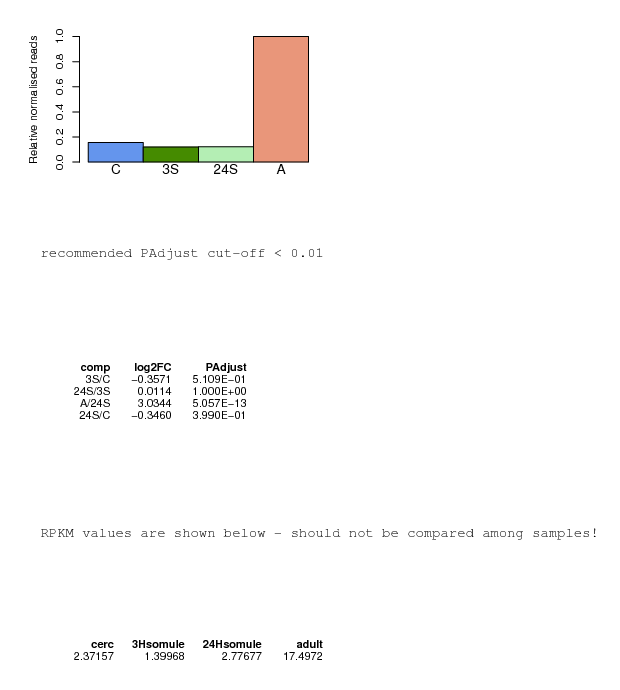 Relative normalised reads
1.0
0.8
0.6
0.4
0.2
0.0
C 3S 24S A
recommended PAdjust cut-off < 0.01
comp log2FC PAdjust
3S/C −0.3571 5.109E−01
24S/3S 0.0114 1.000E+00
A/24S 3.0344 5.057E−13
24S/C −0.3460 3.990E−01
RPKM values are shown below - should not be compared among samples!
cerc 3Hsomule 24Hsomule adult
2.37157 1.39968 2.77677 17.4972